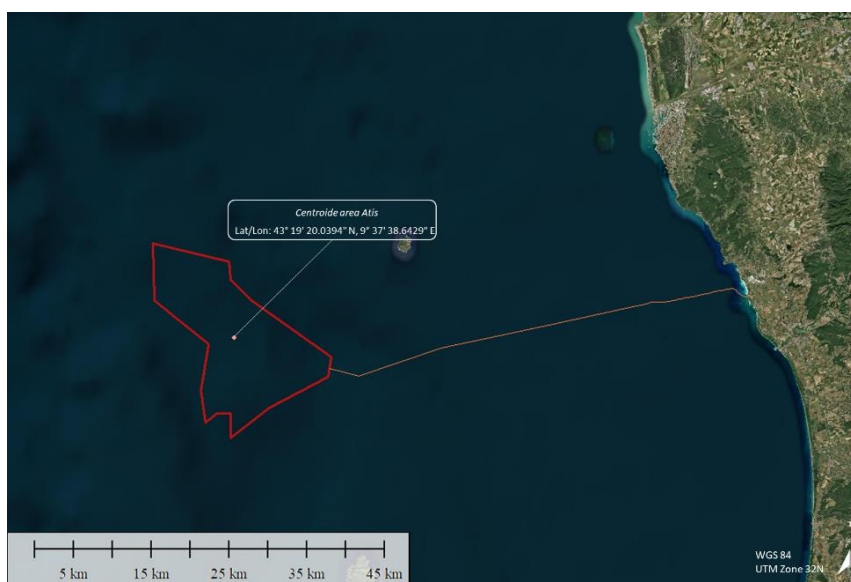 Centroide area Atis
Lat/Lon: 43° 19' 20.0394'' N, 9° 37' 38.6429'' E
5 km 15 km 25 km 35 km 45 km
WGS 84
UTM Zone 32N